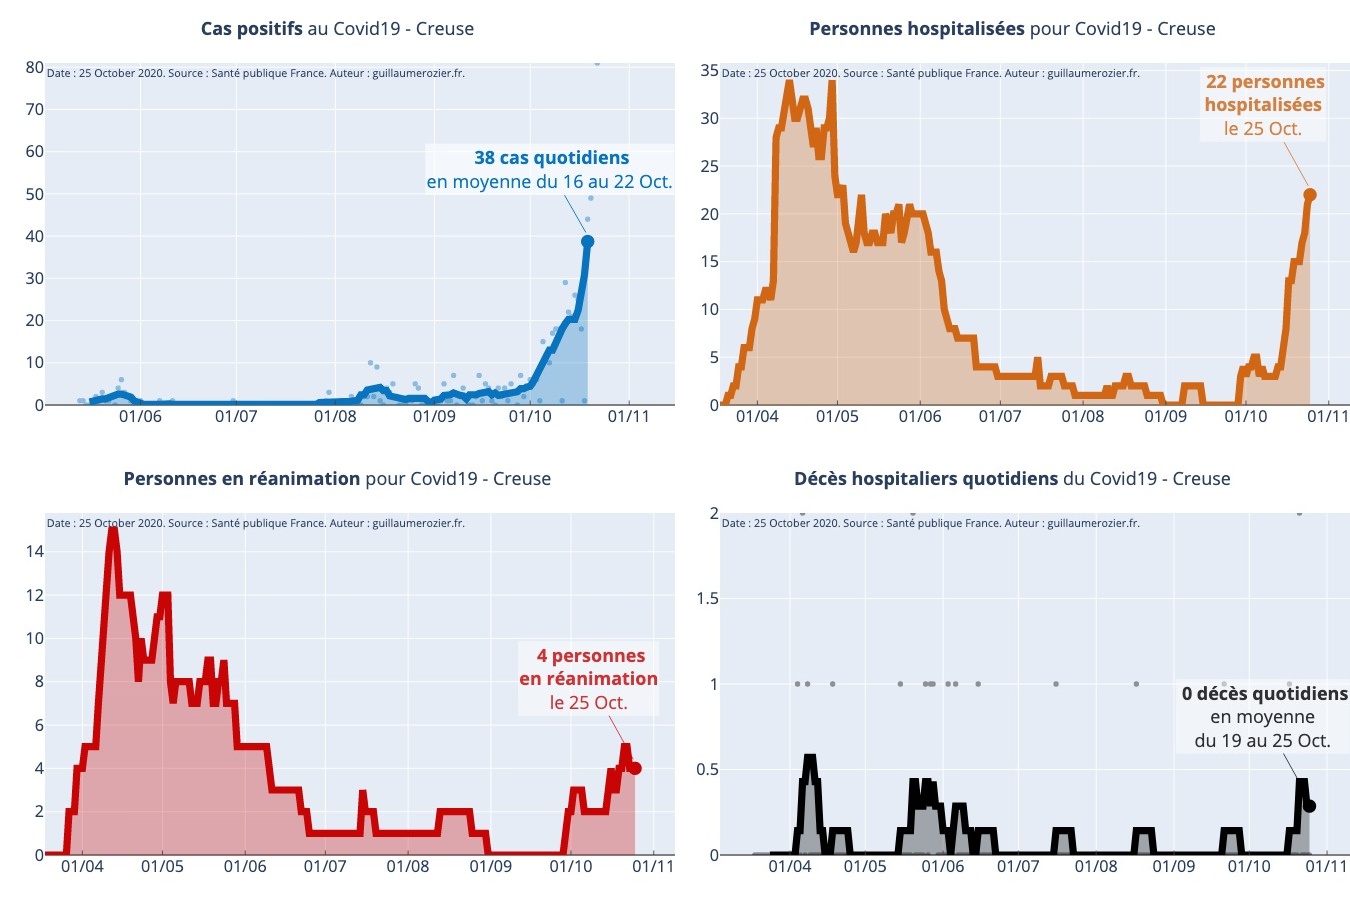 Cas positifs au Covid19 - Creuse
80
Date : 25 October 2020. Source : Santé publique France. Auteur : guillaumerozier.fr.
70
60
50
40
30
20
10
0
38 cas quotidiens
en moyenne du 16 au 22 Oct.
01/06 01/07 01/08 01/09 01/10 01/11
Personnes hospitalisées pour Covid19 - Creuse
35
Date : 25 October 2020. Source : Santé publique France. Auteur : guillaumerozier.fr.
30
25
20
15
10
5
0
22 personnes
hospitalisées
le 25 Oct.
01/04 01/05 01/06 01/07 01/08 01/09 01/10 01/11
Personnes en réanimation pour Covid19 - Creuse
Date : 25 October 2020. Source : Santé publique France. Auteur : guillaumerozier.fr.
14
12
10
8
6
4
2
0
4 personnes
en réanimation
le 25 Oct.
01/04 01/05 01/06 01/07 01/08 01/09 01/10 01/11
Décès hospitaliers quotidiens du Covid19 - Creuse
2
Date : 25 October 2020. Source : Santé publique France. Auteur : guillaumerozier.fr.
1.5
1
0.5
0
0 décès quotidiens
en moyenne
du 19 au 25 Oct.
01/04 01/05 01/06 01/07 01/08 01/09 01/10 01/11